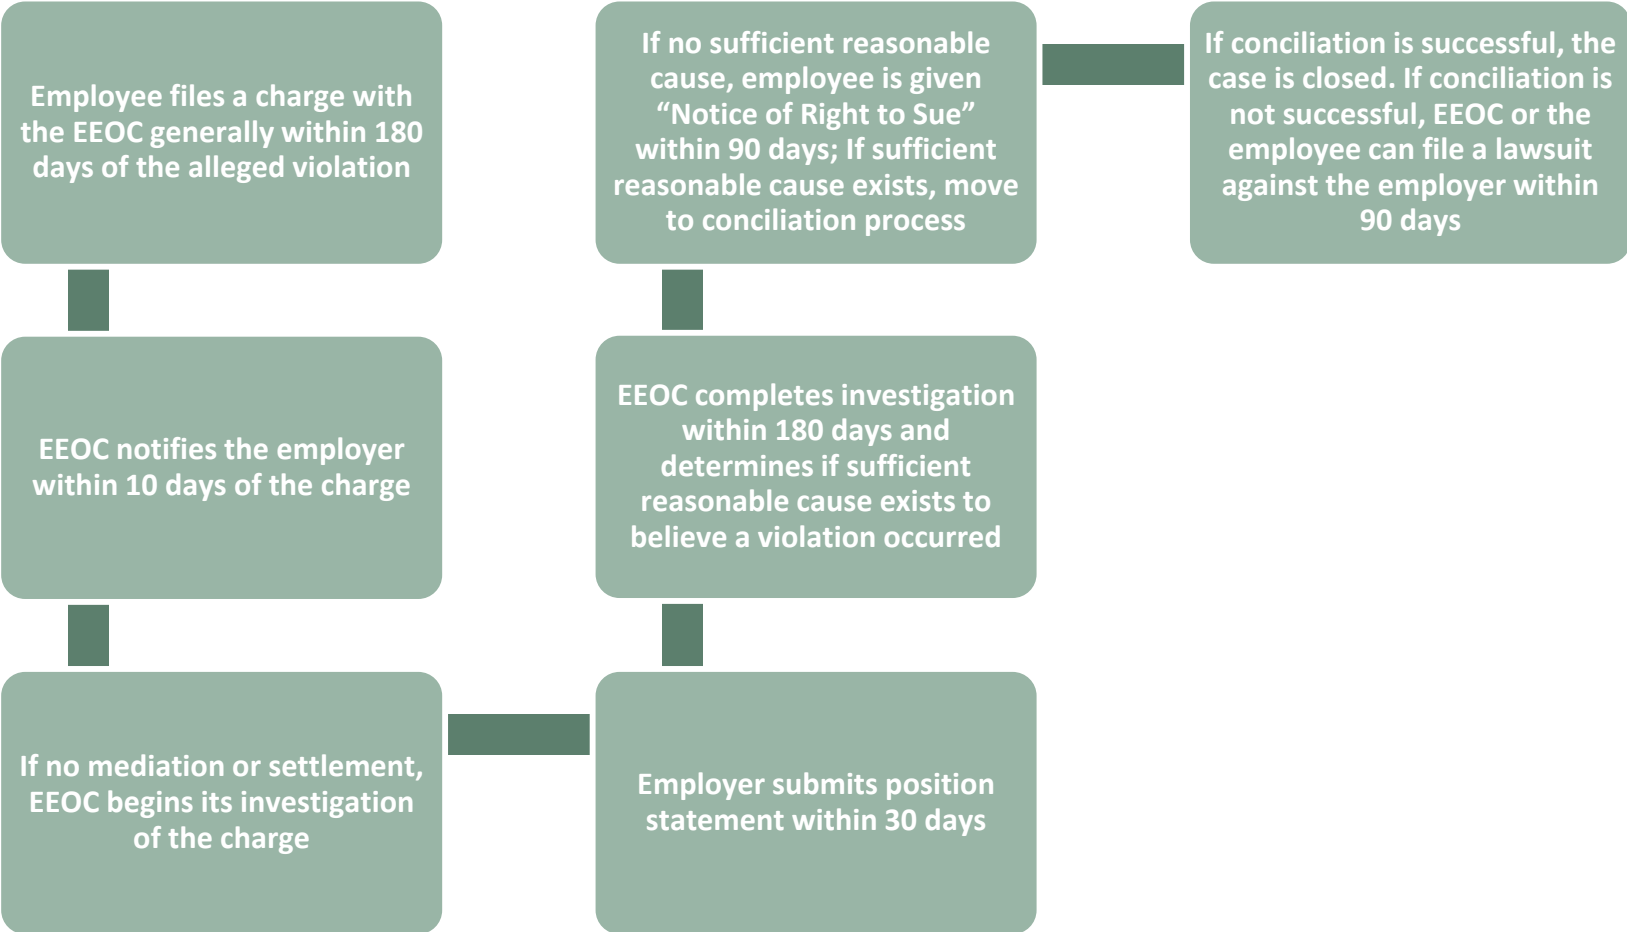 Employee files a charge with
the EEOC generally within 180
days of the alleged violation
EEOC notifies the employer
within 10 days of the charge
If no mediation or settlement,
EEOC begins its investigation
of the charge
Employer submits position
statement within 30 days
EEOC completes investigation
within 180 days and
determines if sufficient
reasonable cause exists to
believe a violation occurred
If no sufficient reasonable
cause, employee is given
“Notice of Right to Sue”
within 90 days; If sufficient
reasonable cause exists, move
to conciliation process
If conciliation is successful, the
case is closed. If conciliation is
not successful, EEOC or the
employee can file a lawsuit
against the employer within
90 days